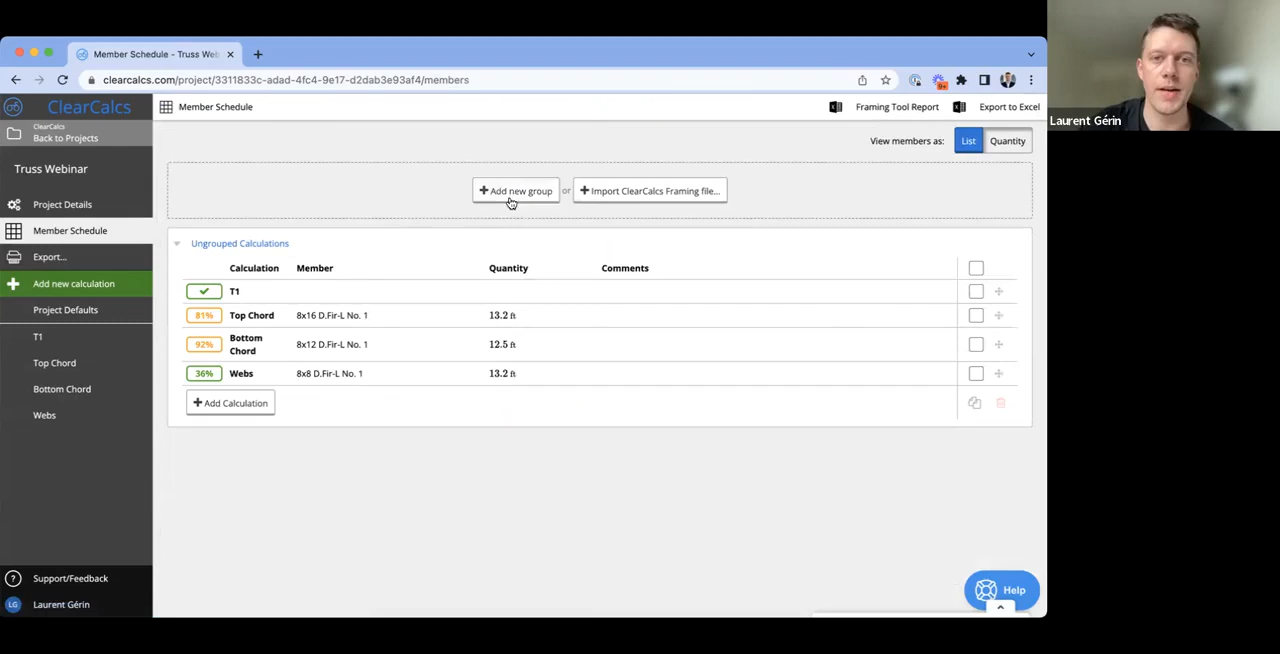 Member Schedule - Truss Web
clearcalcs.com/project/3311833c-adad-4fc4-9e17-d2dab3e93af4/members
9+
ClearCalcs
Member Schedule
Framing Tool Report
Export to Excel
Laurent Gérin
ClearCalcs
Back to Projects
View members as:
List
Quantity
Truss Webinar
Add new group
or
Import ClearCalcs Framing file...
Project Details
Member Schedule
Export...
Add new calculation
Project Defaults
T1
Top Chord
Bottom Chord
Webs
Ungrouped Calculations
Calculation Member Quantity Comments
T1
81% Top Chord 8x16 D.Fir-L No. 1 13.2 ft
92% Bottom Chord 8x12 D.Fir-L No. 1 12.5 ft
36% Webs 8x8 D.Fir-L No. 1 13.2 ft
Add Calculation
? Support/Feedback
LG Laurent Gérin
Help